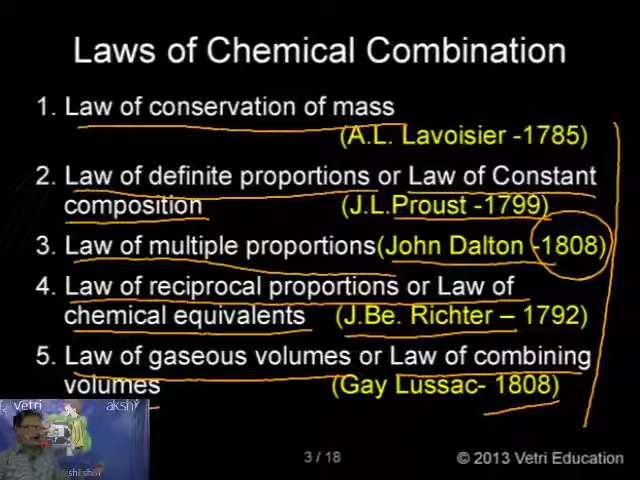 Laws of Chemical Combination
1. Law of conservation of mass
(A.L. Lavoisier -1785)
2. Law of definite proportions or Law of Constant
composition (J.L.Proust -1799)
3. Law of multiple proportions(John Dalton -1808)
4. Law of reciprocal proportions or Law of
chemical equivalents (J.Be. Richter – 1792)
5. Law of gaseous volumes or Law of combining
volumes (Gay Lussac- 1808)
vetri akshi
3 / 18 © 2013 Vetri Education